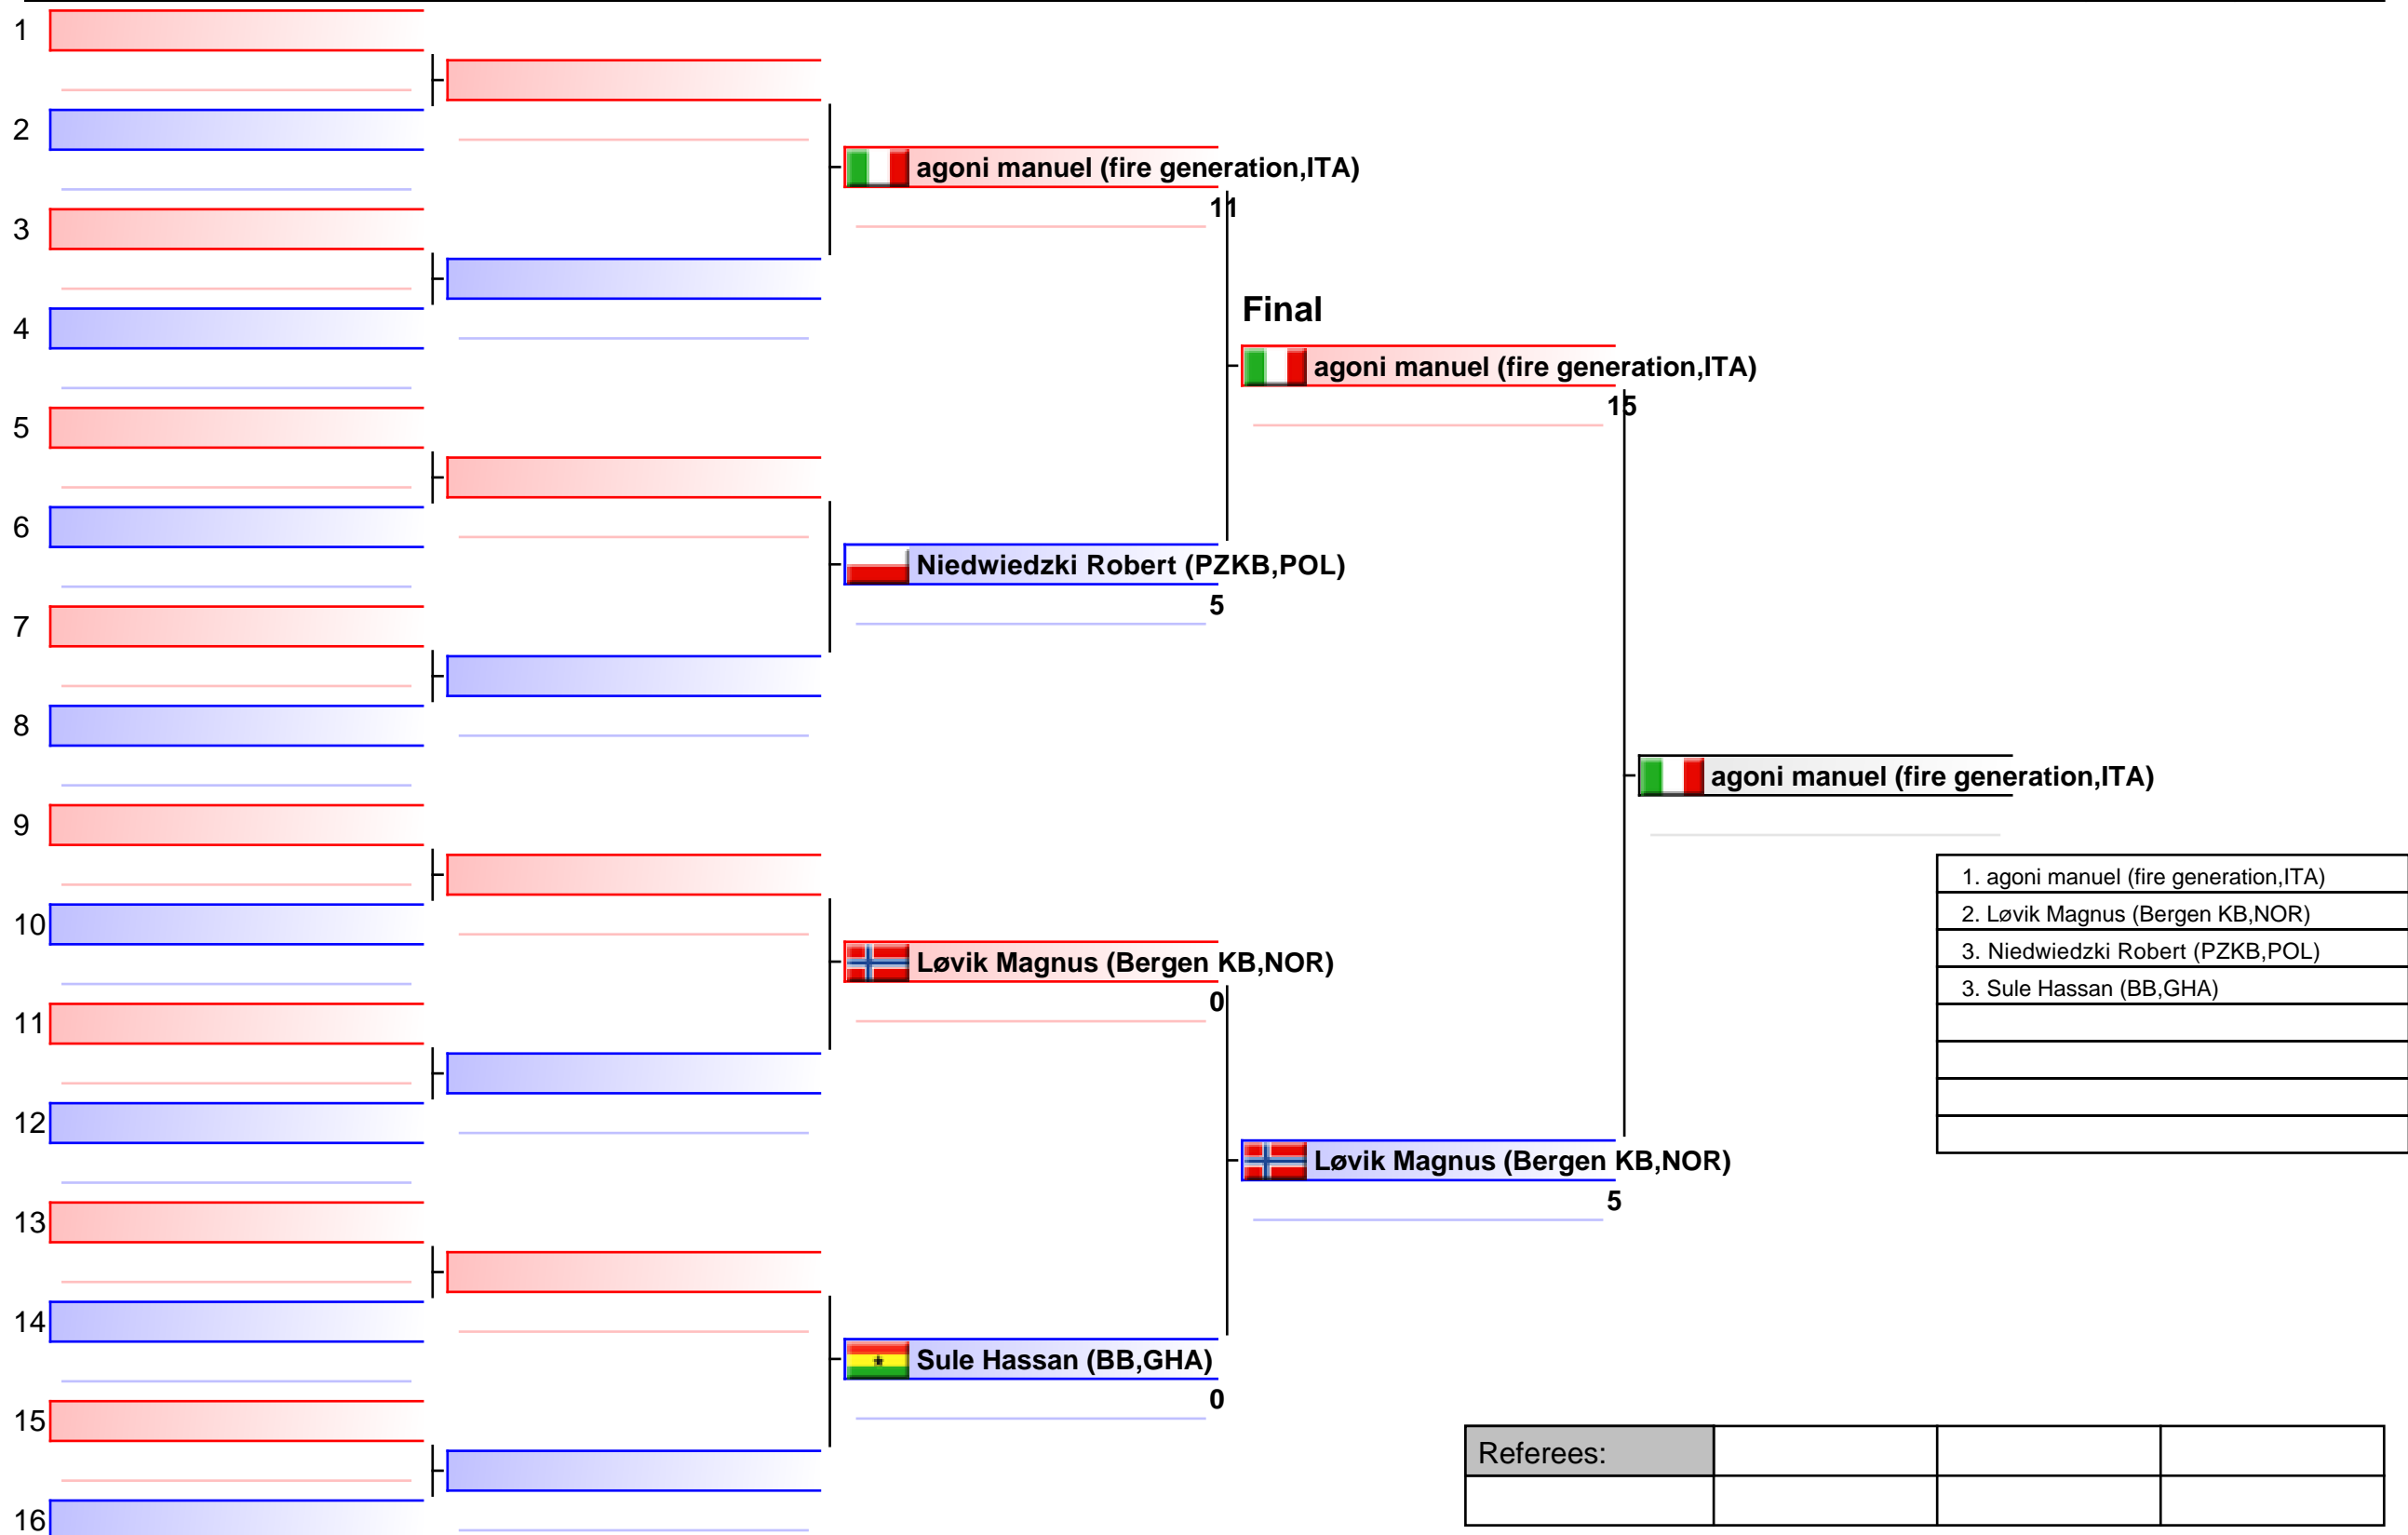 1
2
agoni manuel (fire generation,ITA)
11
3
Final
4
agoni manuel (fire generation,ITA)
15
5
6
Niedwiedzki Robert (PZKB,POL)
5
7
8
agoni manuel (fire generation,ITA)
9
1. agoni manuel (fire generation,ITA)
2. Løvik Magnus (Bergen KB,NOR)
3. Niedwiedzki Robert (PZKB,POL)
3. Sule Hassan (BB,GHA)
10
Løvik Magnus (Bergen KB,NOR)
0
11
12
Løvik Magnus (Bergen KB,NOR)
5
13
14
Sule Hassan (BB,GHA)
0
15
Referees:
16